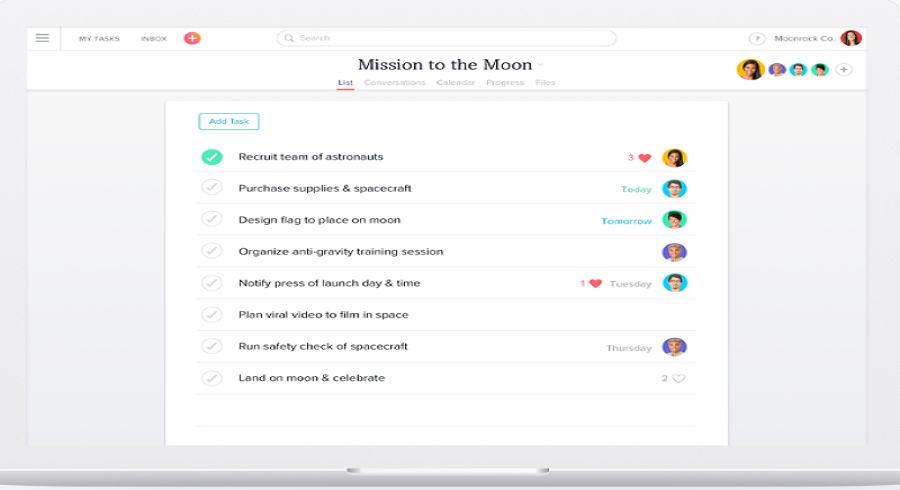 MY TASKS INBOX Search ? Moonrock Co.
Mission to the Moon
List Conversations Calendar Progress Files
Add Task
Recruit team of astronauts 3
Purchase supplies & spacecraft Today
Design flag to place on moon Tomorrow
Organize anti-gravity training session
Notify press of launch day & time 1 Tuesday
Plan viral video to film in space
Run safety check of spacecraft Thursday
Land on moon & celebrate 2